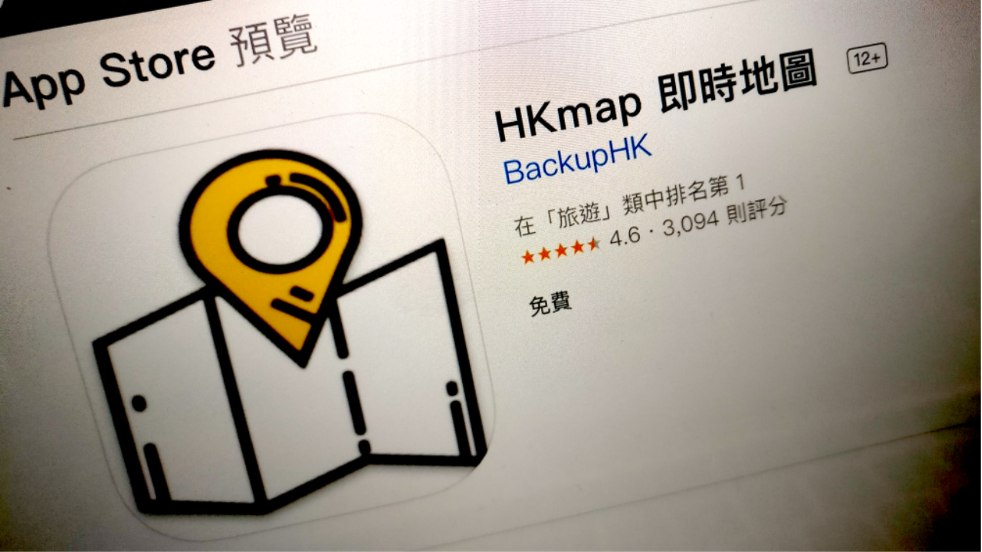 App Store 預覽
HKmap 即時地圖 12+
BackupHK
在「旅遊」類中排名第 1
★★★★★ 4.6 · 3,094 則評分
免費